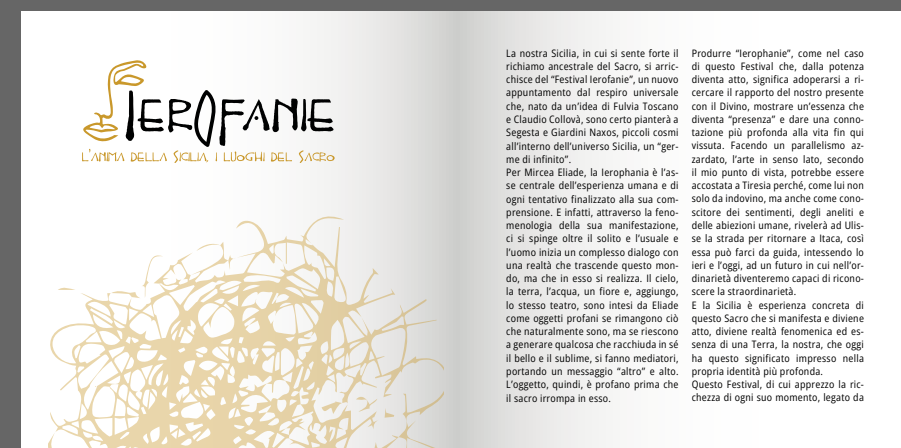 IEROFANIE
L'ANIMA DELLA SICILIA, I LUOGHI DEL SACRO
La nostra Sicilia, in cui si sente forte il
richiamo ancestrale del Sacro, si arric-
chisce del “Festival Ierofanie”, un nuovo
appuntamento dal respiro universale
che, nato da un’idea di Fulvia Toscano
e Claudio Collovà, sono certo pianterà a
Segesta e Giardini Naxos, piccoli cosmi
all’interno dell’universo Sicilia, un “ger-
me di infinito”.
Per Mircea Eliade, la Ierophania è l’as-
se centrale dell’esperienza umana e di
ogni tentativo finalizzato alla sua com-
prensione. E infatti, attraverso la feno-
menologia della sua manifestazione,
ci si spinge oltre il solito e l’usuale e
l’uomo inizia un complesso dialogo con
una realtà che trascende questo mon-
do, ma che in esso si realizza. Il cielo,
la terra, l’acqua, un fiore e, aggiungo,
lo stesso teatro, sono intesi da Eliade
come oggetti profani se rimangono ciò
che naturalmente sono, ma se riescono
a generare qualcosa che racchiuda in sé
il bello e il sublime, si fanno mediatori,
portando un messaggio “altro” e alto.
L’oggetto, quindi, è profano prima che
il sacro irrompa in esso.
Produrre “Ierophanie”, come nel caso
di questo Festival che, dalla potenza
diventa atto, significa adoperarsi a ri-
cercare il rapporto del nostro presente
con il Divino, mostrare un’essenza che
diventa “presenza” e dare una conno-
tazione più profonda alla vita fin qui
vissuta. Facendo un parallelismo az-
zardato, l’arte in senso lato, secondo
il mio punto di vista, potrebbe essere
accostata a Tiresia perché, come lui non
solo da indovino, ma anche come cono-
scitore dei sentimenti, degli aneliti e
delle abiezioni umane, rivelerà ad Ulis-
se la strada per ritornare a Itaca, così
essa può farci da guida, intessendo lo
ieri e l’oggi, ad un futuro in cui nell’or-
dinarietà diventeremo capaci di ricono-
scere la straordinarietà.
E la Sicilia è esperienza concreta di
questo Sacro che si manifesta e diviene
atto, diviene realtà fenomenica ed es-
senza di una Terra, la nostra, che oggi
ha questo significato impresso nella
propria identità più profonda.
Questo Festival, di cui apprezzo la ric-
chezza di ogni suo momento, legato da